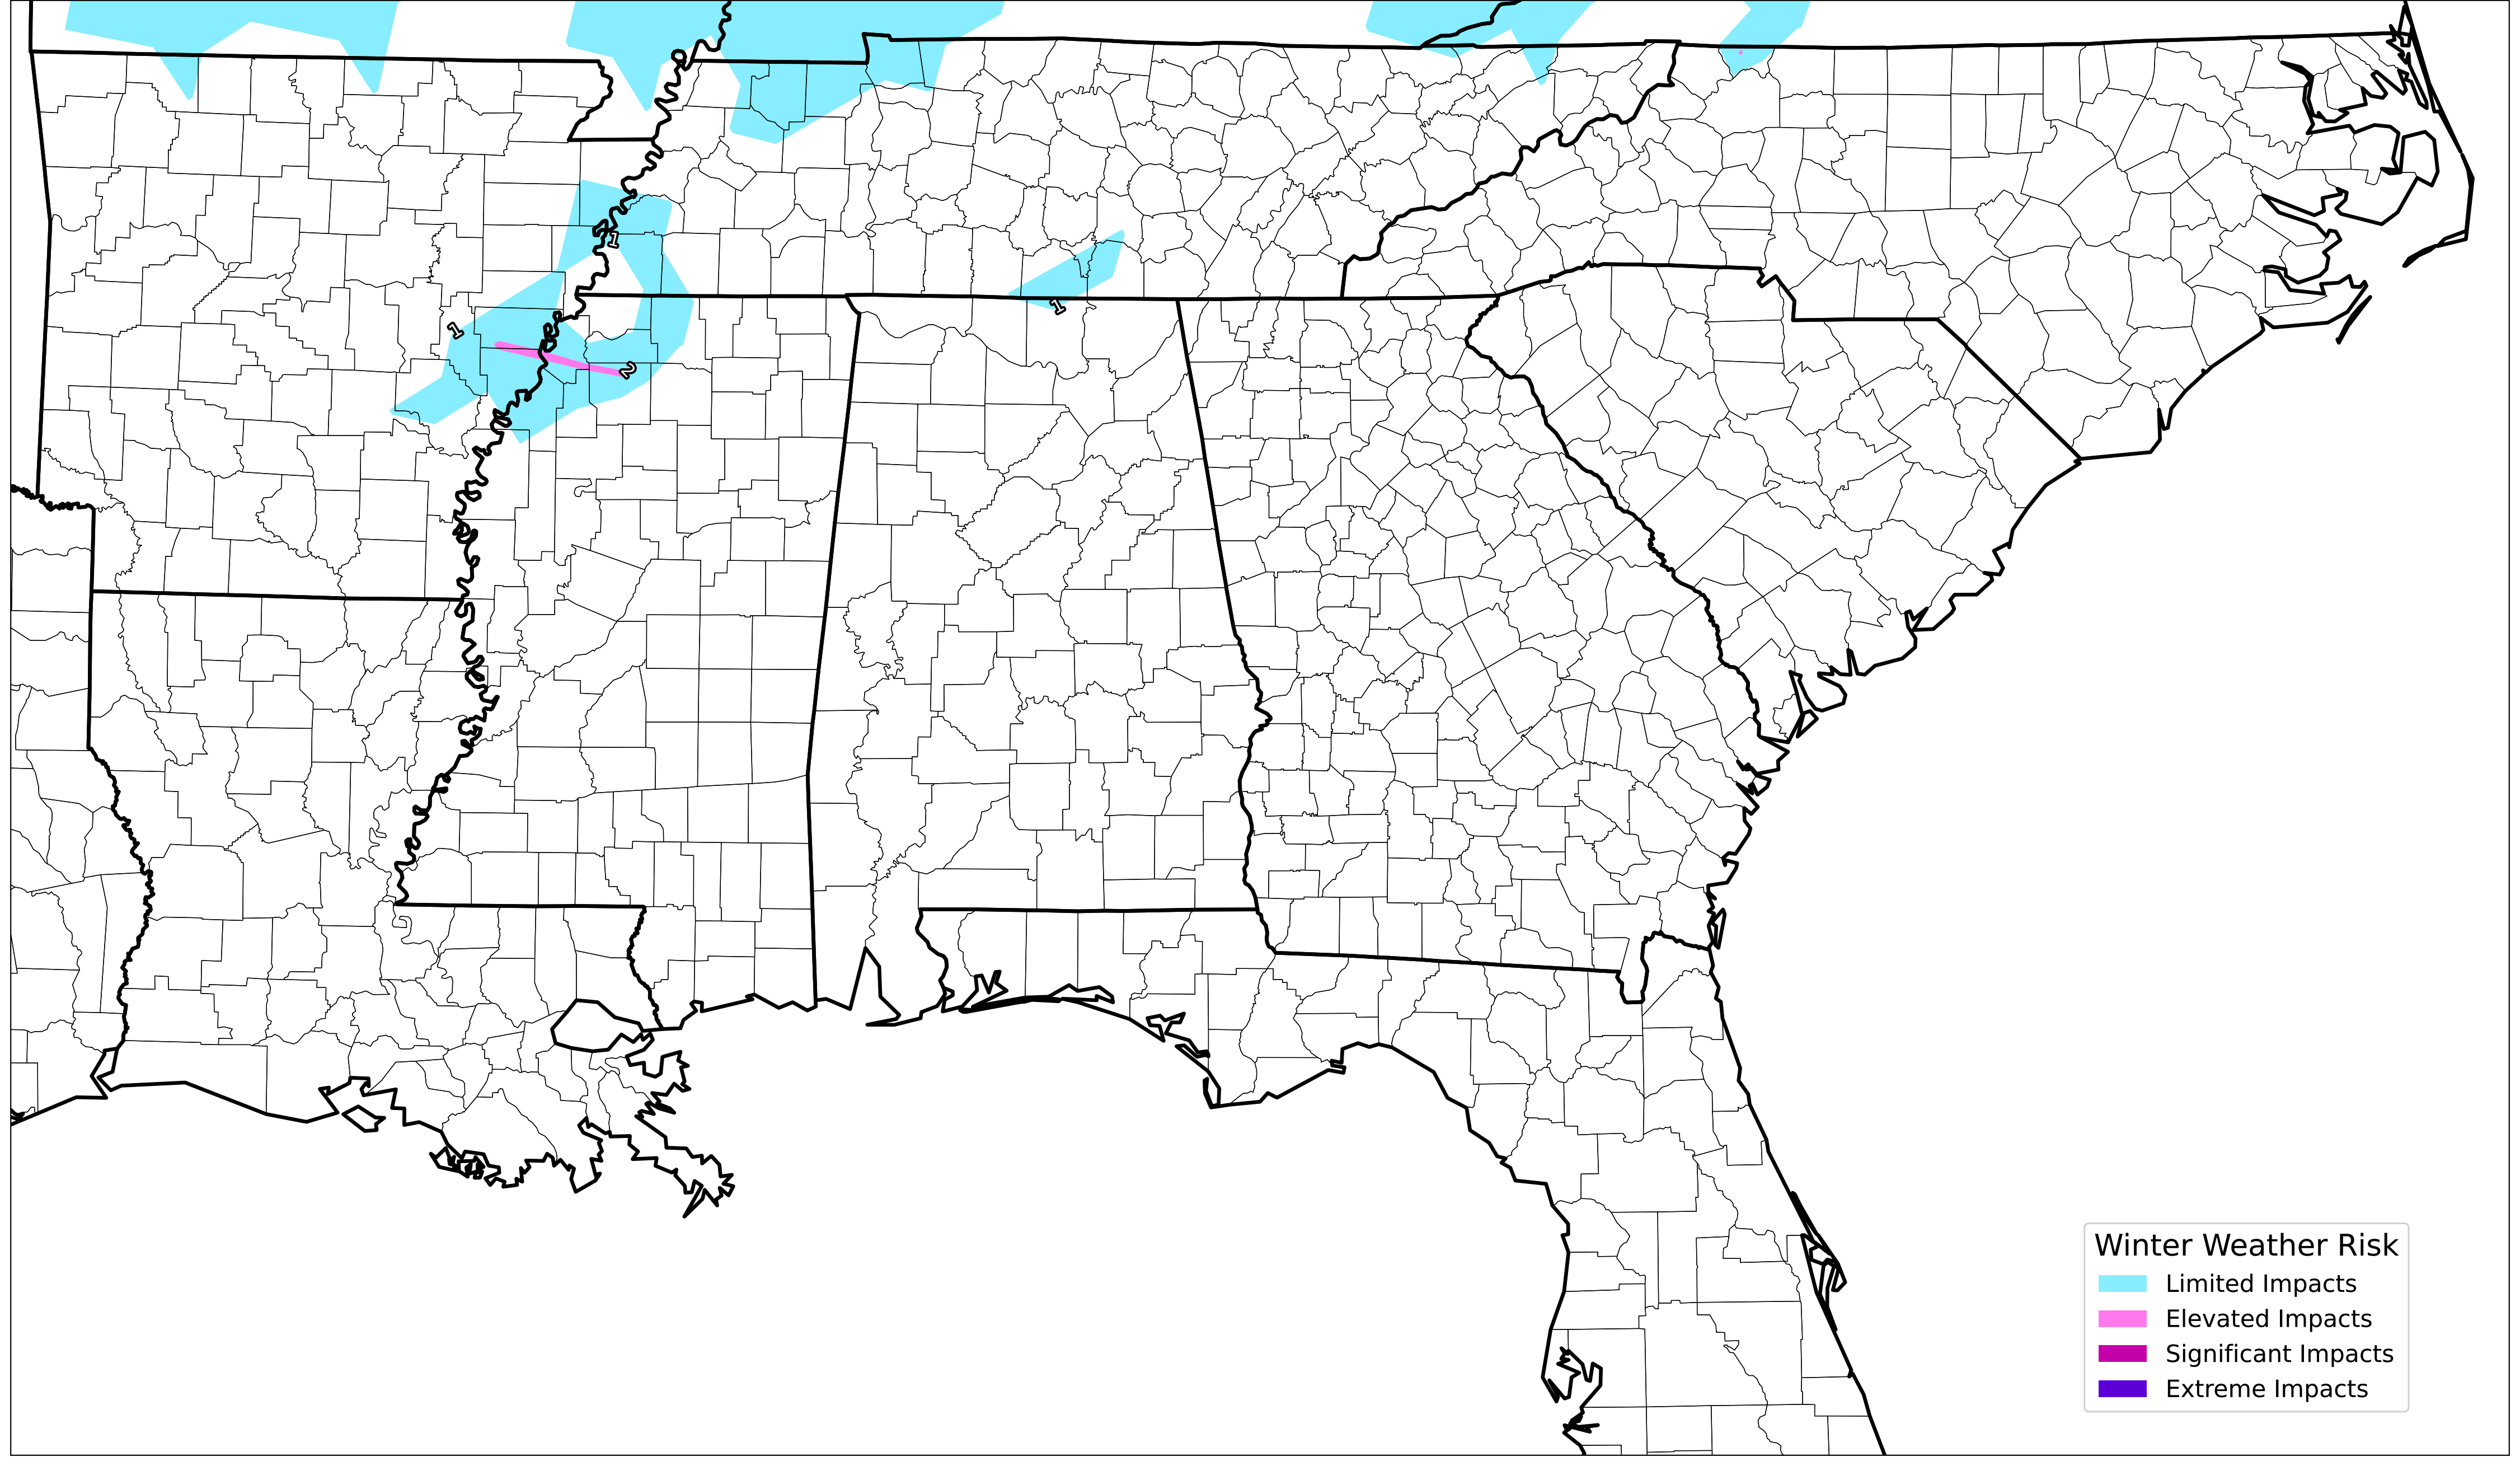 1
1
1
2
Winter Weather Risk
Limited Impacts
Elevated Impacts
Significant Impacts
Extreme Impacts